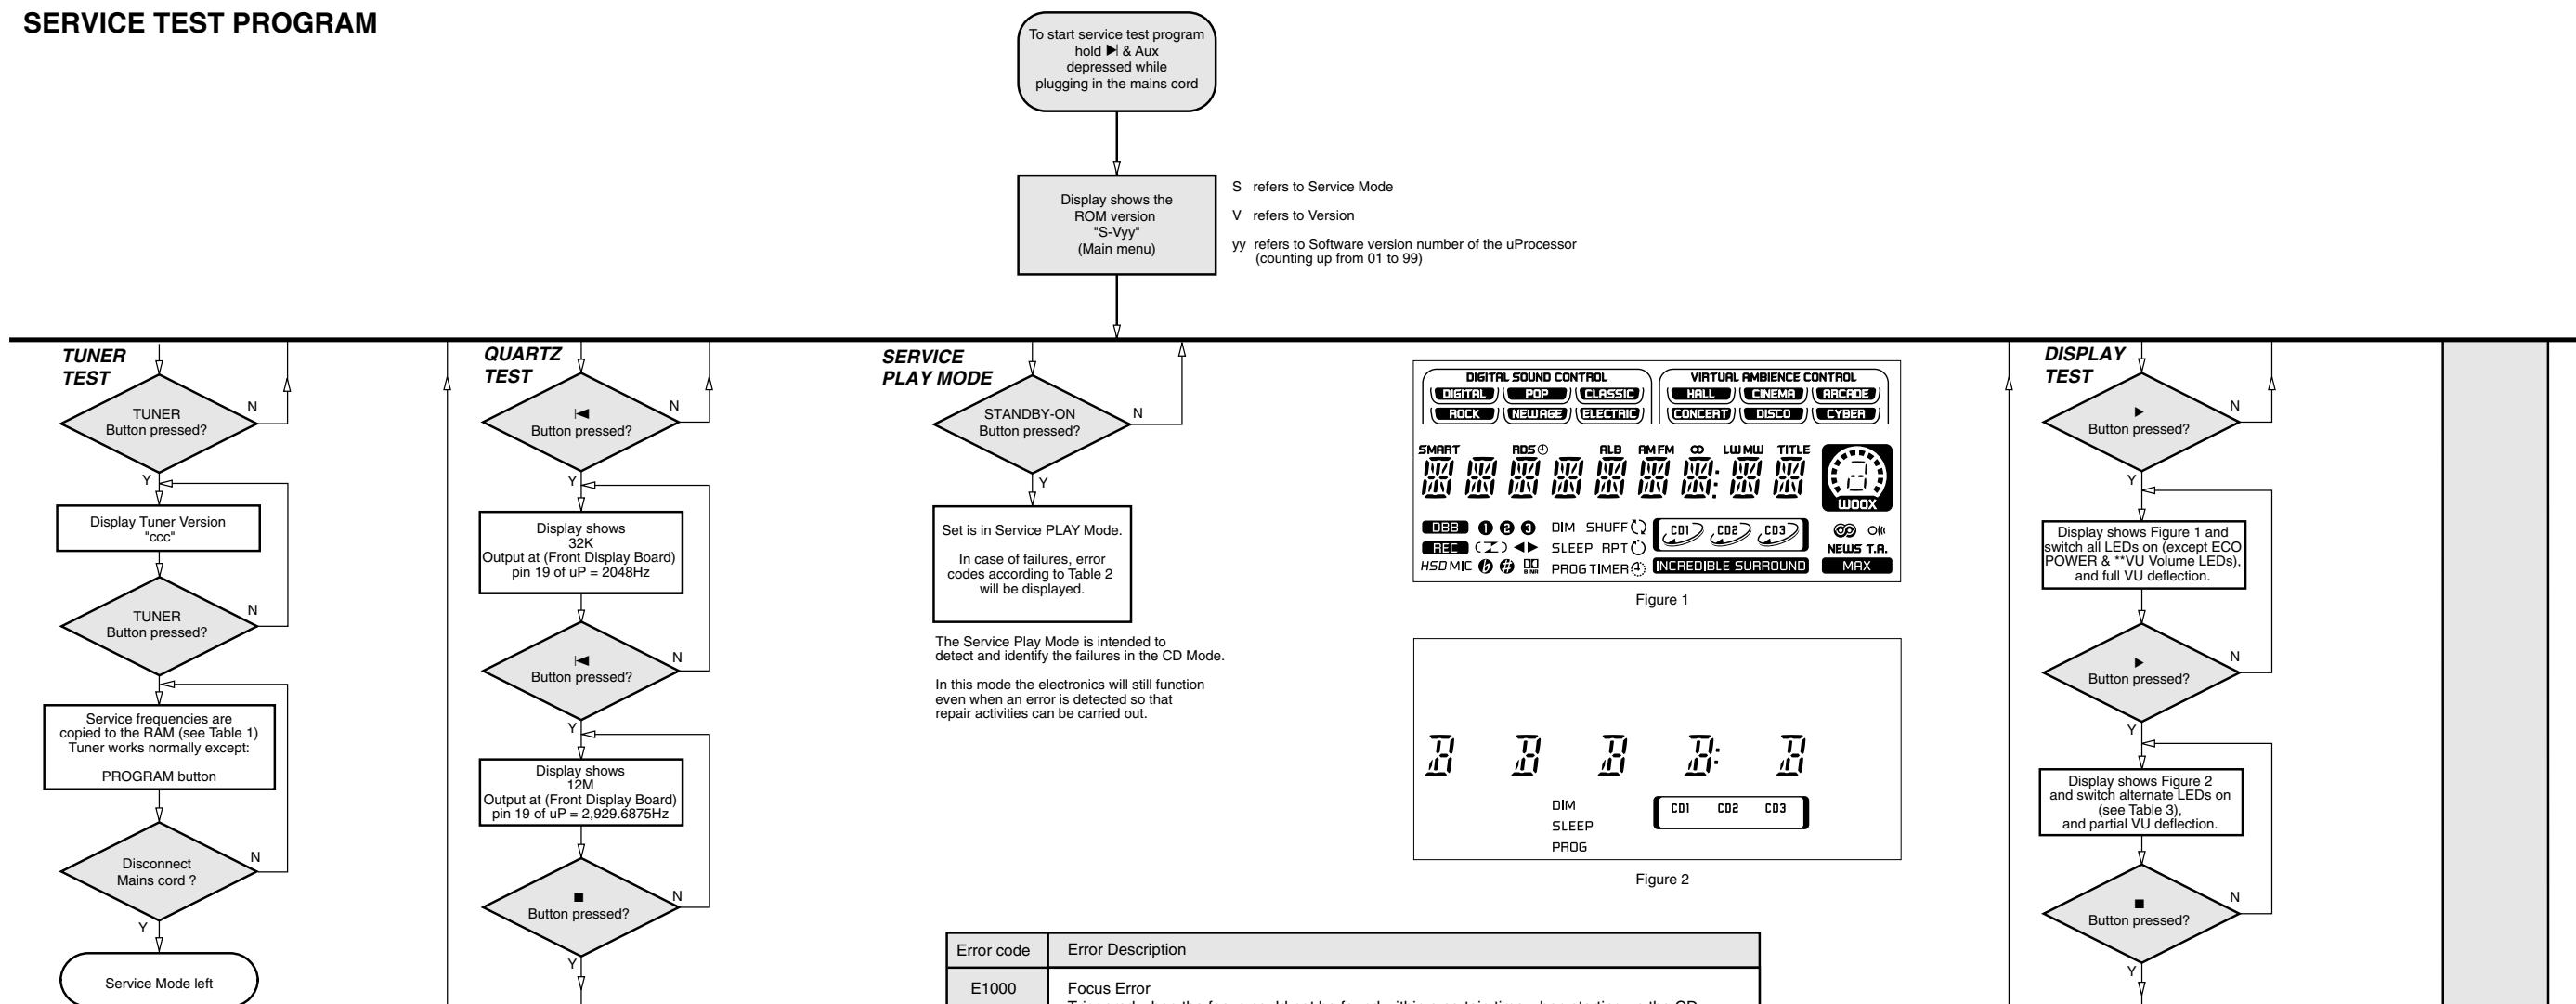 SERVICE TEST PROGRAM
To start service test program
hold ▶| & Aux
depressed while
plugging in the mains cord
Display shows the
ROM version
"S-Vyy"
(Main menu)
S refers to Service Mode
V refers to Version
yy refers to Software version number of the uProcessor
(counting up from 01 to 99)
TUNER
TEST
TUNER
Button pressed?
N
Y
Display Tuner Version
"ccc"
TUNER
Button pressed?
N
Service frequencies are
copied to the RAM (see Table 1)
Tuner works normally except:
PROGRAM button
Disconnect
Mains cord ?
N
Y
Service Mode left
QUARTZ
TEST
|◀
Button pressed?
N
Y
Display shows
32K
Output at (Front Display Board)
pin 19 of uP = 2048Hz
|◀
Button pressed?
N
Y
Display shows
12M
Output at (Front Display Board)
pin 19 of uP = 2,929.6875Hz
■
Button pressed?
N
Y
SERVICE
PLAY MODE
STANDBY-ON
Button pressed?
N
Y
Set is in Service PLAY Mode.
In case of failures, error
codes according to Table 2
will be displayed.
The Service Play Mode is intended to
detect and identify the failures in the CD Mode.
In this mode the electronics will still function
even when an error is detected so that
repair activities can be carried out.
DIGITAL SOUND CONTROL VIRTUAL AMBIENCE CONTROL
DIGITAL POP CLASSIC HALL CINEMA ARCADE
ROCK NEWAGE ELECTRIC CONCERT DISCO CYBER
SMART RDS ALB AM FM LW MW TITLE
WOOX
DBB 1 2 3 DIM SHUFF CD1 CD2 CD3
REC ◀▶ SLEEP RPT NEWS T.A.
HSD MIC b # B NR PROG TIMER INCREDIBLE SURROUND MAX
Figure 1
DIM CD1 CD2 CD3
SLEEP
PROG
Figure 2
Error code Error Description
E1000 Focus Error
DISPLAY
TEST
▶
Button pressed?
N
Y
Display shows Figure 1 and
switch all LEDs on (except ECO
POWER & **VU Volume LEDs),
and full VU deflection.
▶
Button pressed?
N
Y
Display shows Figure 2
and switch alternate LEDs on
(see Table 3),
and partial VU deflection.
■
Button pressed?
N
Y